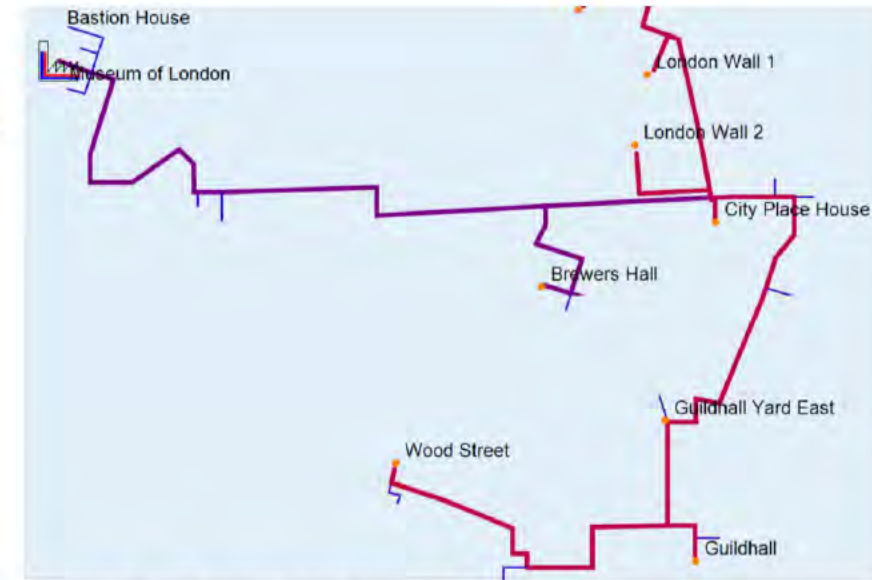 Bastion House
Museum of London
London Wall 1
London Wall 2
City Place House
Brewers Hall
Guildhall Yard East
Wood Street
Guildhall